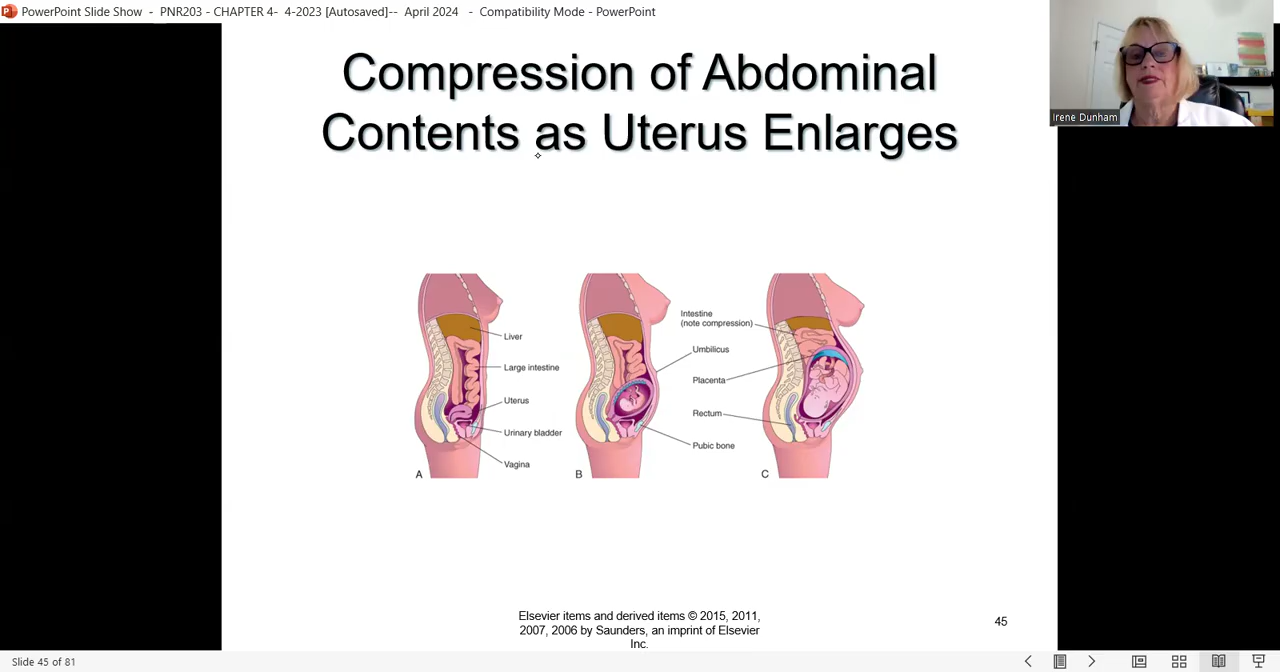 PowerPoint Slide Show - PNR203 - CHAPTER 4- 4-2023 [Autosaved]-- April 2024 - Compatibility Mode - PowerPoint
Irene Dunham
Compression of Abdominal
Contents as Uterus Enlarges
Liver
Large intestine
Uterus
Urinary bladder
Vagina
A
B
Intestine
(note compression)
Umbilicus
Placenta
Rectum
Pubic bone
C
Elsevier items and derived items © 2015, 2011,
2007, 2006 by Saunders, an imprint of Elsevier
Inc.
45
Slide 45 of 81